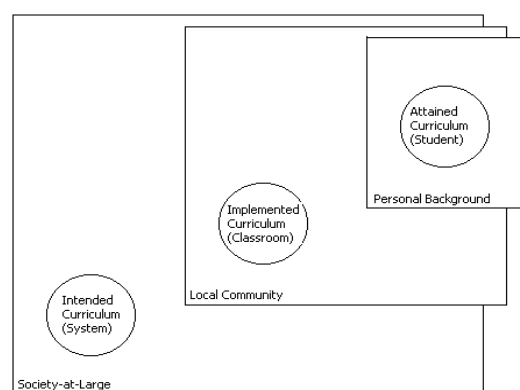 Attained
Curriculum
(Student)
Personal Background
Implemented
Curriculum
(Classroom)
Local Community
Intended
Curriculum
(System)
Society-at-Large